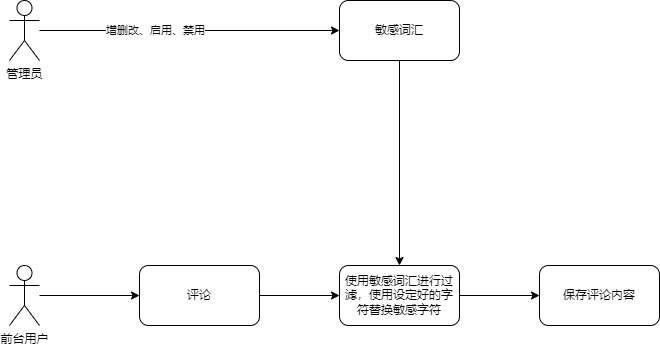 增删改、启用、禁用
敏感词汇
管理员
评论
使用敏感词汇进行过
滤，使用设定好的字
符替换敏感字符
保存评论内容
前台用户